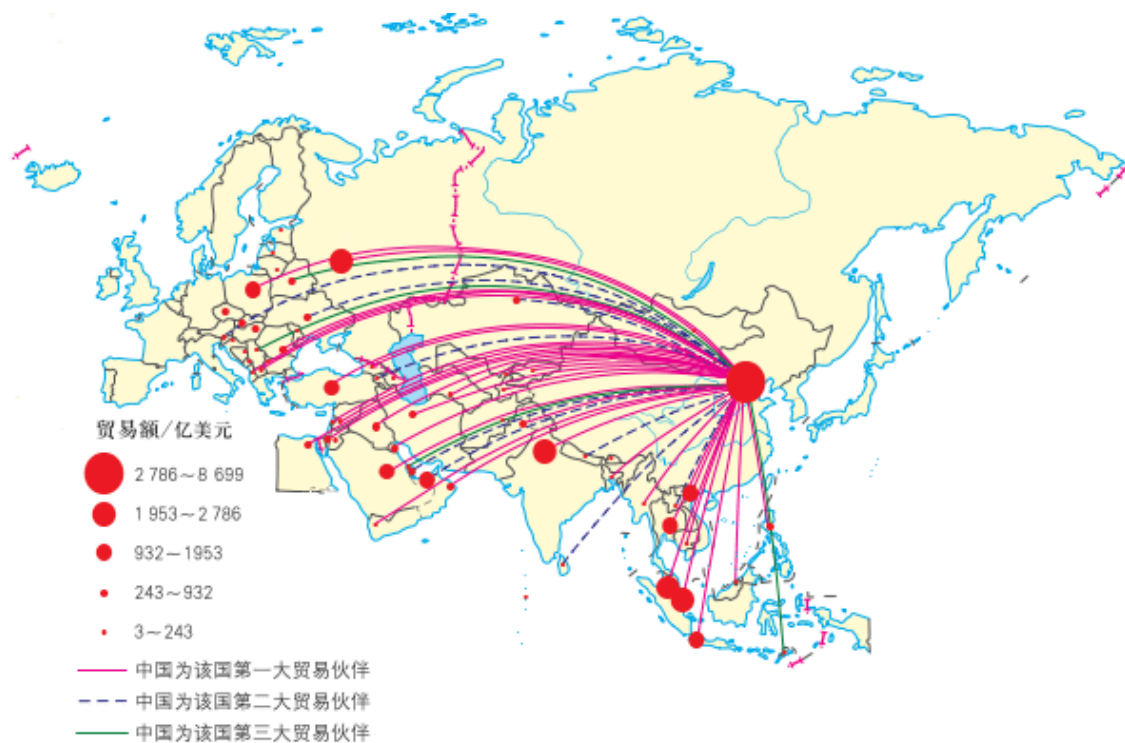 贸易额/亿美元
2 786～8 699
1 953～2 786
932～1953
243～932
3～243
中国为该国第一大贸易伙伴
中国为该国第二大贸易伙伴
中国为该国第三大贸易伙伴